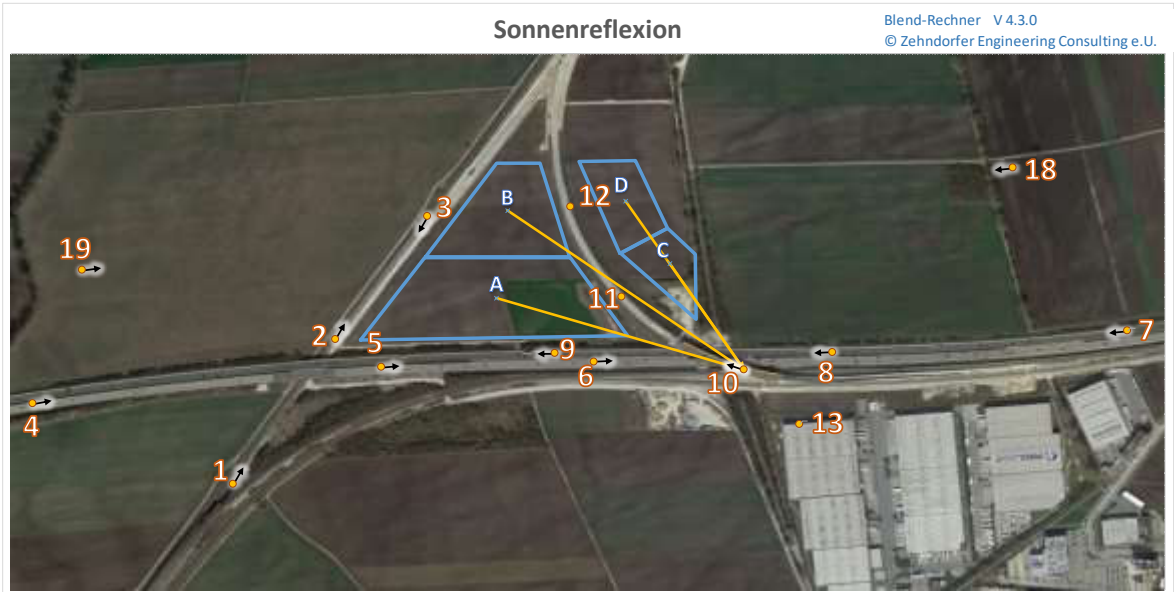 Sonnenreflexion
Blend-Rechner V 4.3.0
© Zehndorfer Engineering Consulting e.U.
18
D
12
B
3
19
C
A
11
2
5
9
7
6
8
10
4
13
1